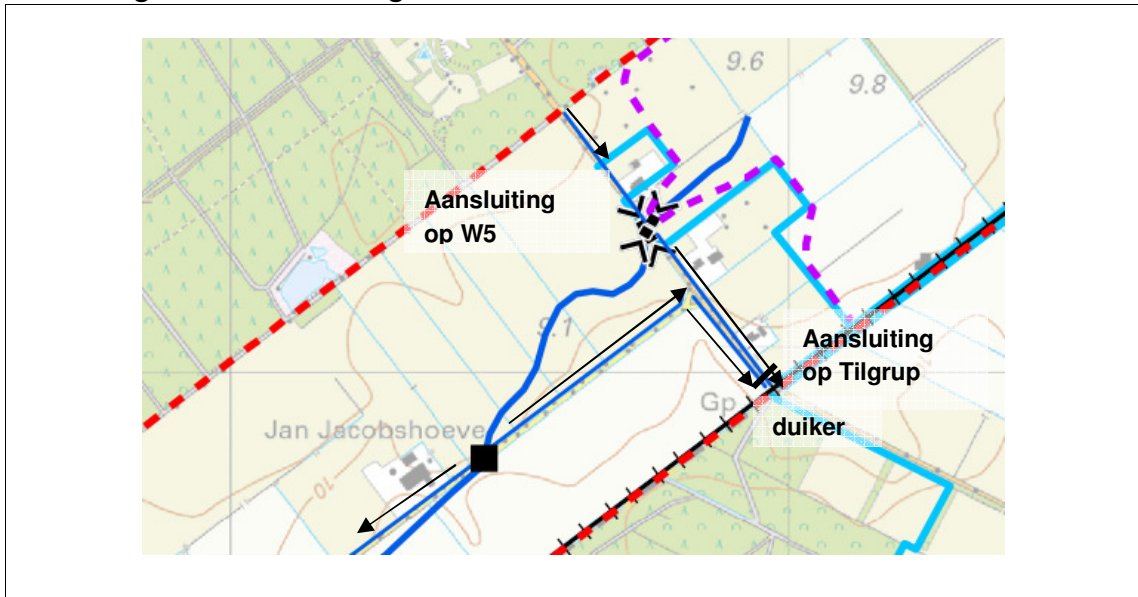 9.6
9.8
Aansluiting
op W5
9.1
Aansluiting
op Tilgrup
Gp
duiker
Jan Jacobshoeve
10